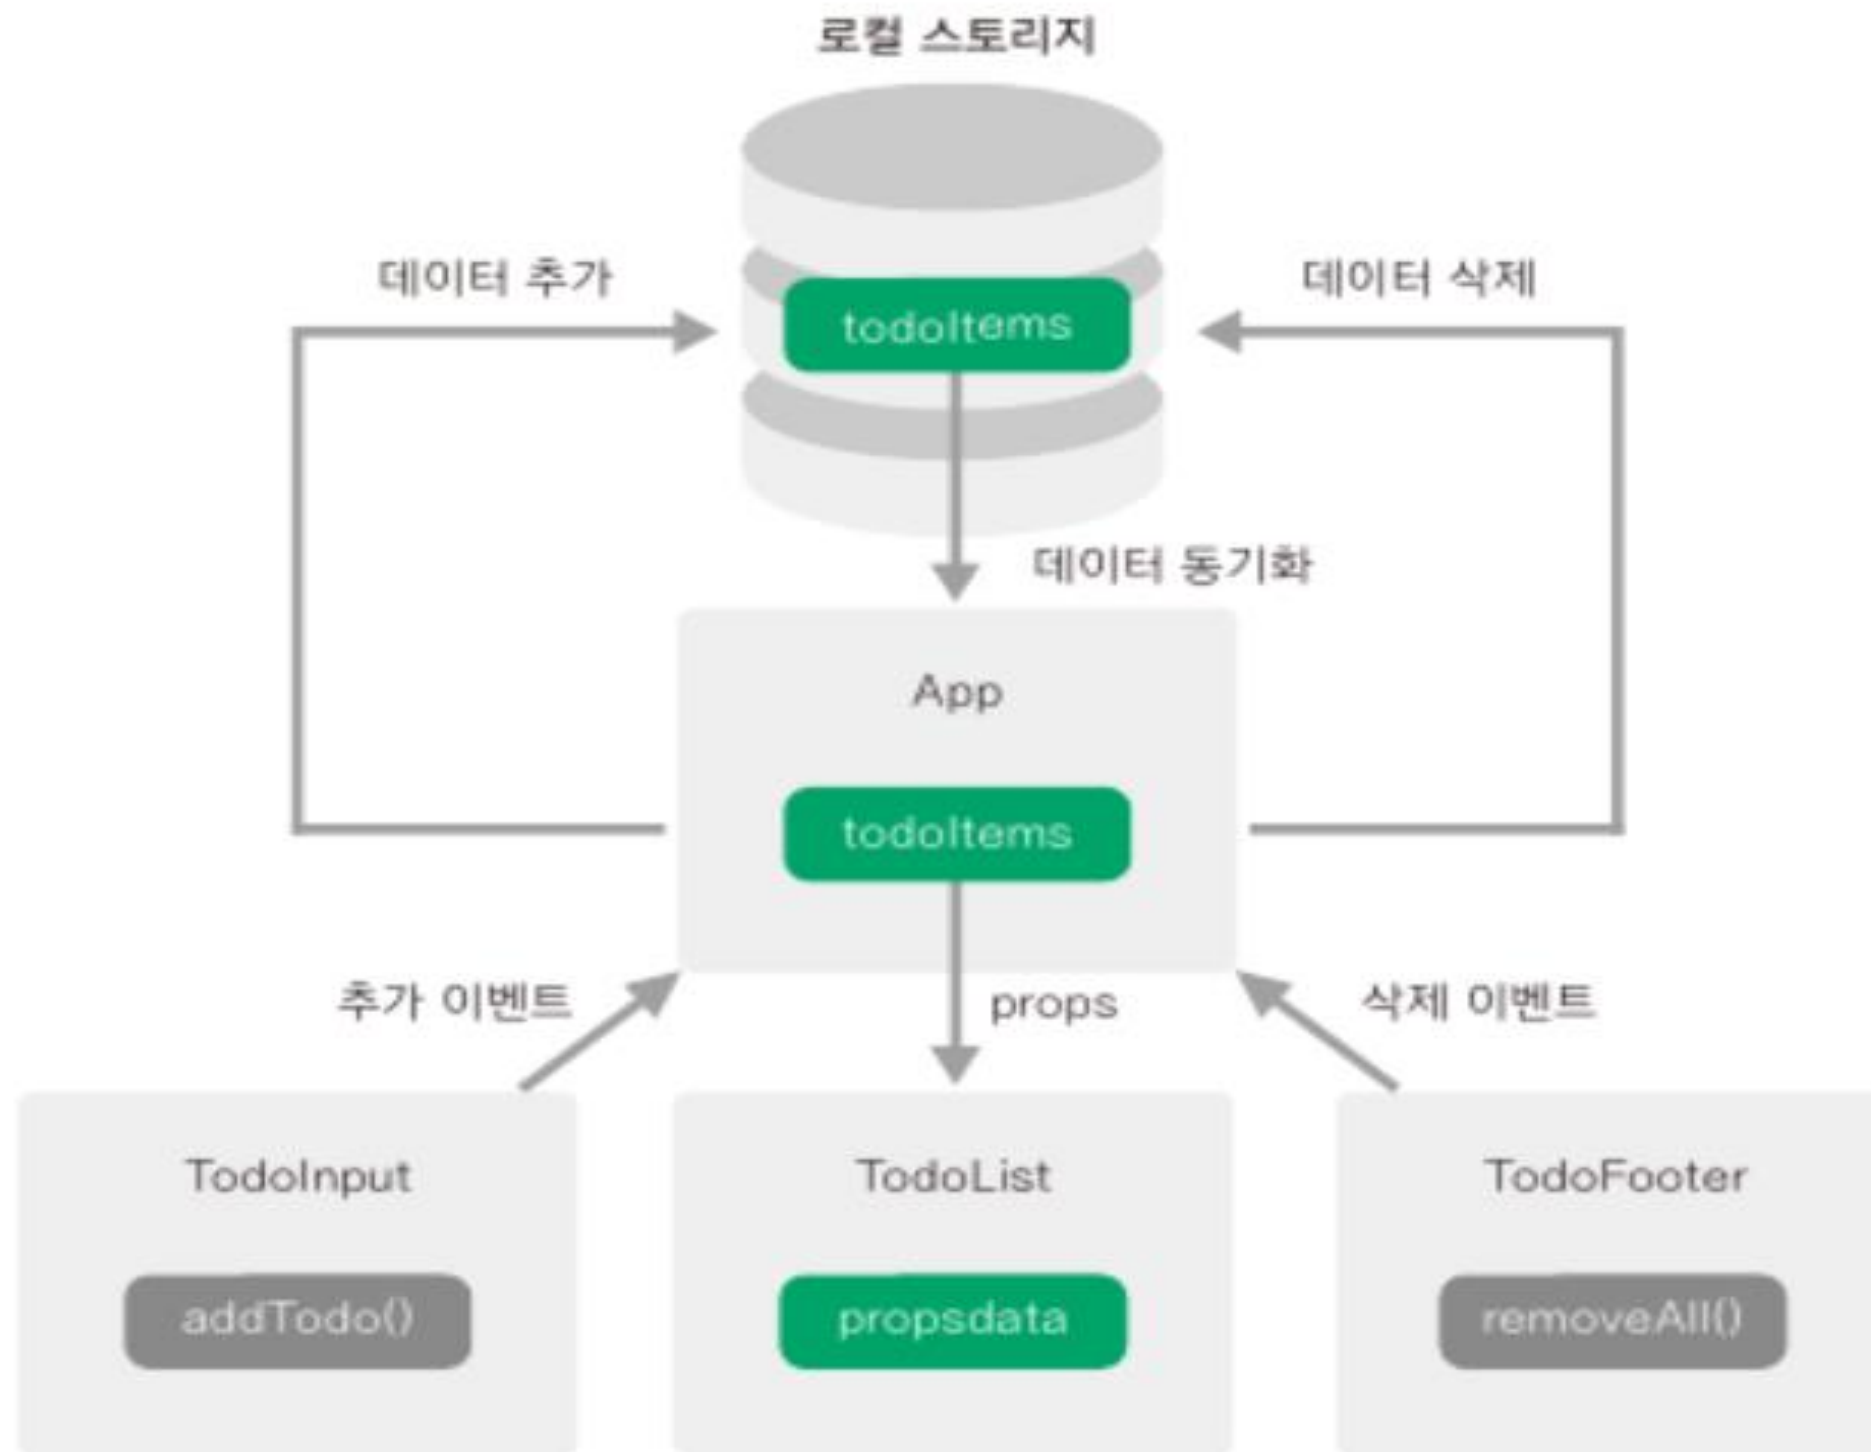 로컬 스토리지
데이터 추가
데이터 삭제
todoItems
데이터 동기화
App
todoItems
추가 이벤트
props
삭제 이벤트
TodoInput
TodoList
TodoFooter
addTodo()
propsdata
removeAll()